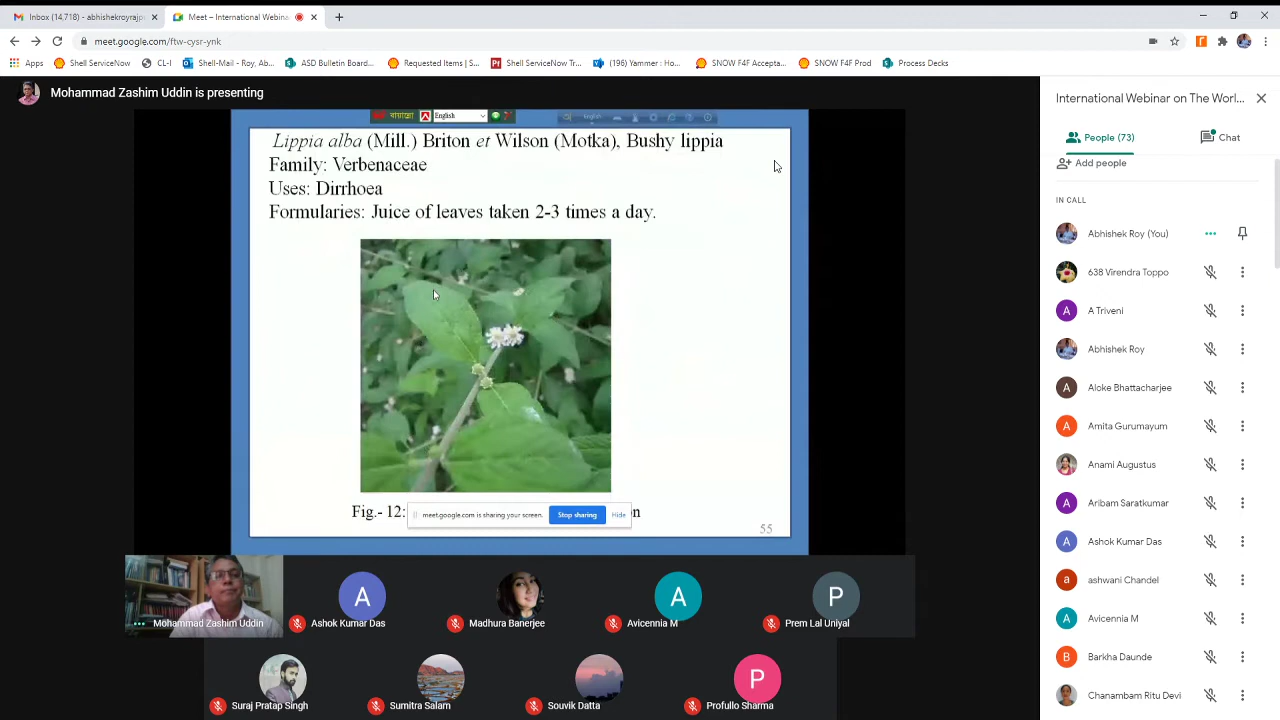 Inbox (14,718) - abhishekroyrajp
Meet – International Webina
meet.google.com/ftw-cysr-ynk
Apps
Shell ServiceNow
CL-I
Shell-Mail - Roy, Ab...
ASD Bulletin Board...
Requested Items | S...
Shell ServiceNow Tr...
(196) Yammer : Ho...
SNOW F4F Accepta...
SNOW F4F Prod
Process Decks
Mohammad Zashim Uddin is presenting
English
English
Lippia alba (Mill.) Briton et Wilson (Motka), Bushy lippia
Family: Verbenaceae
Uses: Dirrhoea
Formularies: Juice of leaves taken 2-3 times a day.
Fig.- 12:
meet.google.com is sharing your screen.
Stop sharing
Hide
n
55
Mohammad Zashim Uddin
A
Ashok Kumar Das
Madhura Banerjee
A
Avicennia M
P
Prem Lal Uniyal
Suraj Pratap Singh
Sumitra Salam
Souvik Datta
P
Profullo Sharma
International Webinar on The Worl...
People (73)
Chat
Add people
IN CALL
Abhishek Roy (You)
638 Virendra Toppo
A
A Triveni
Abhishek Roy
A
Aloke Bhattacharjee
A
Amita Gurumayum
Anami Augustus
A
Aribam Saratkumar
A
Ashok Kumar Das
a
ashwani Chandel
A
Avicennia M
B
Barkha Daunde
Chanambam Ritu Devi